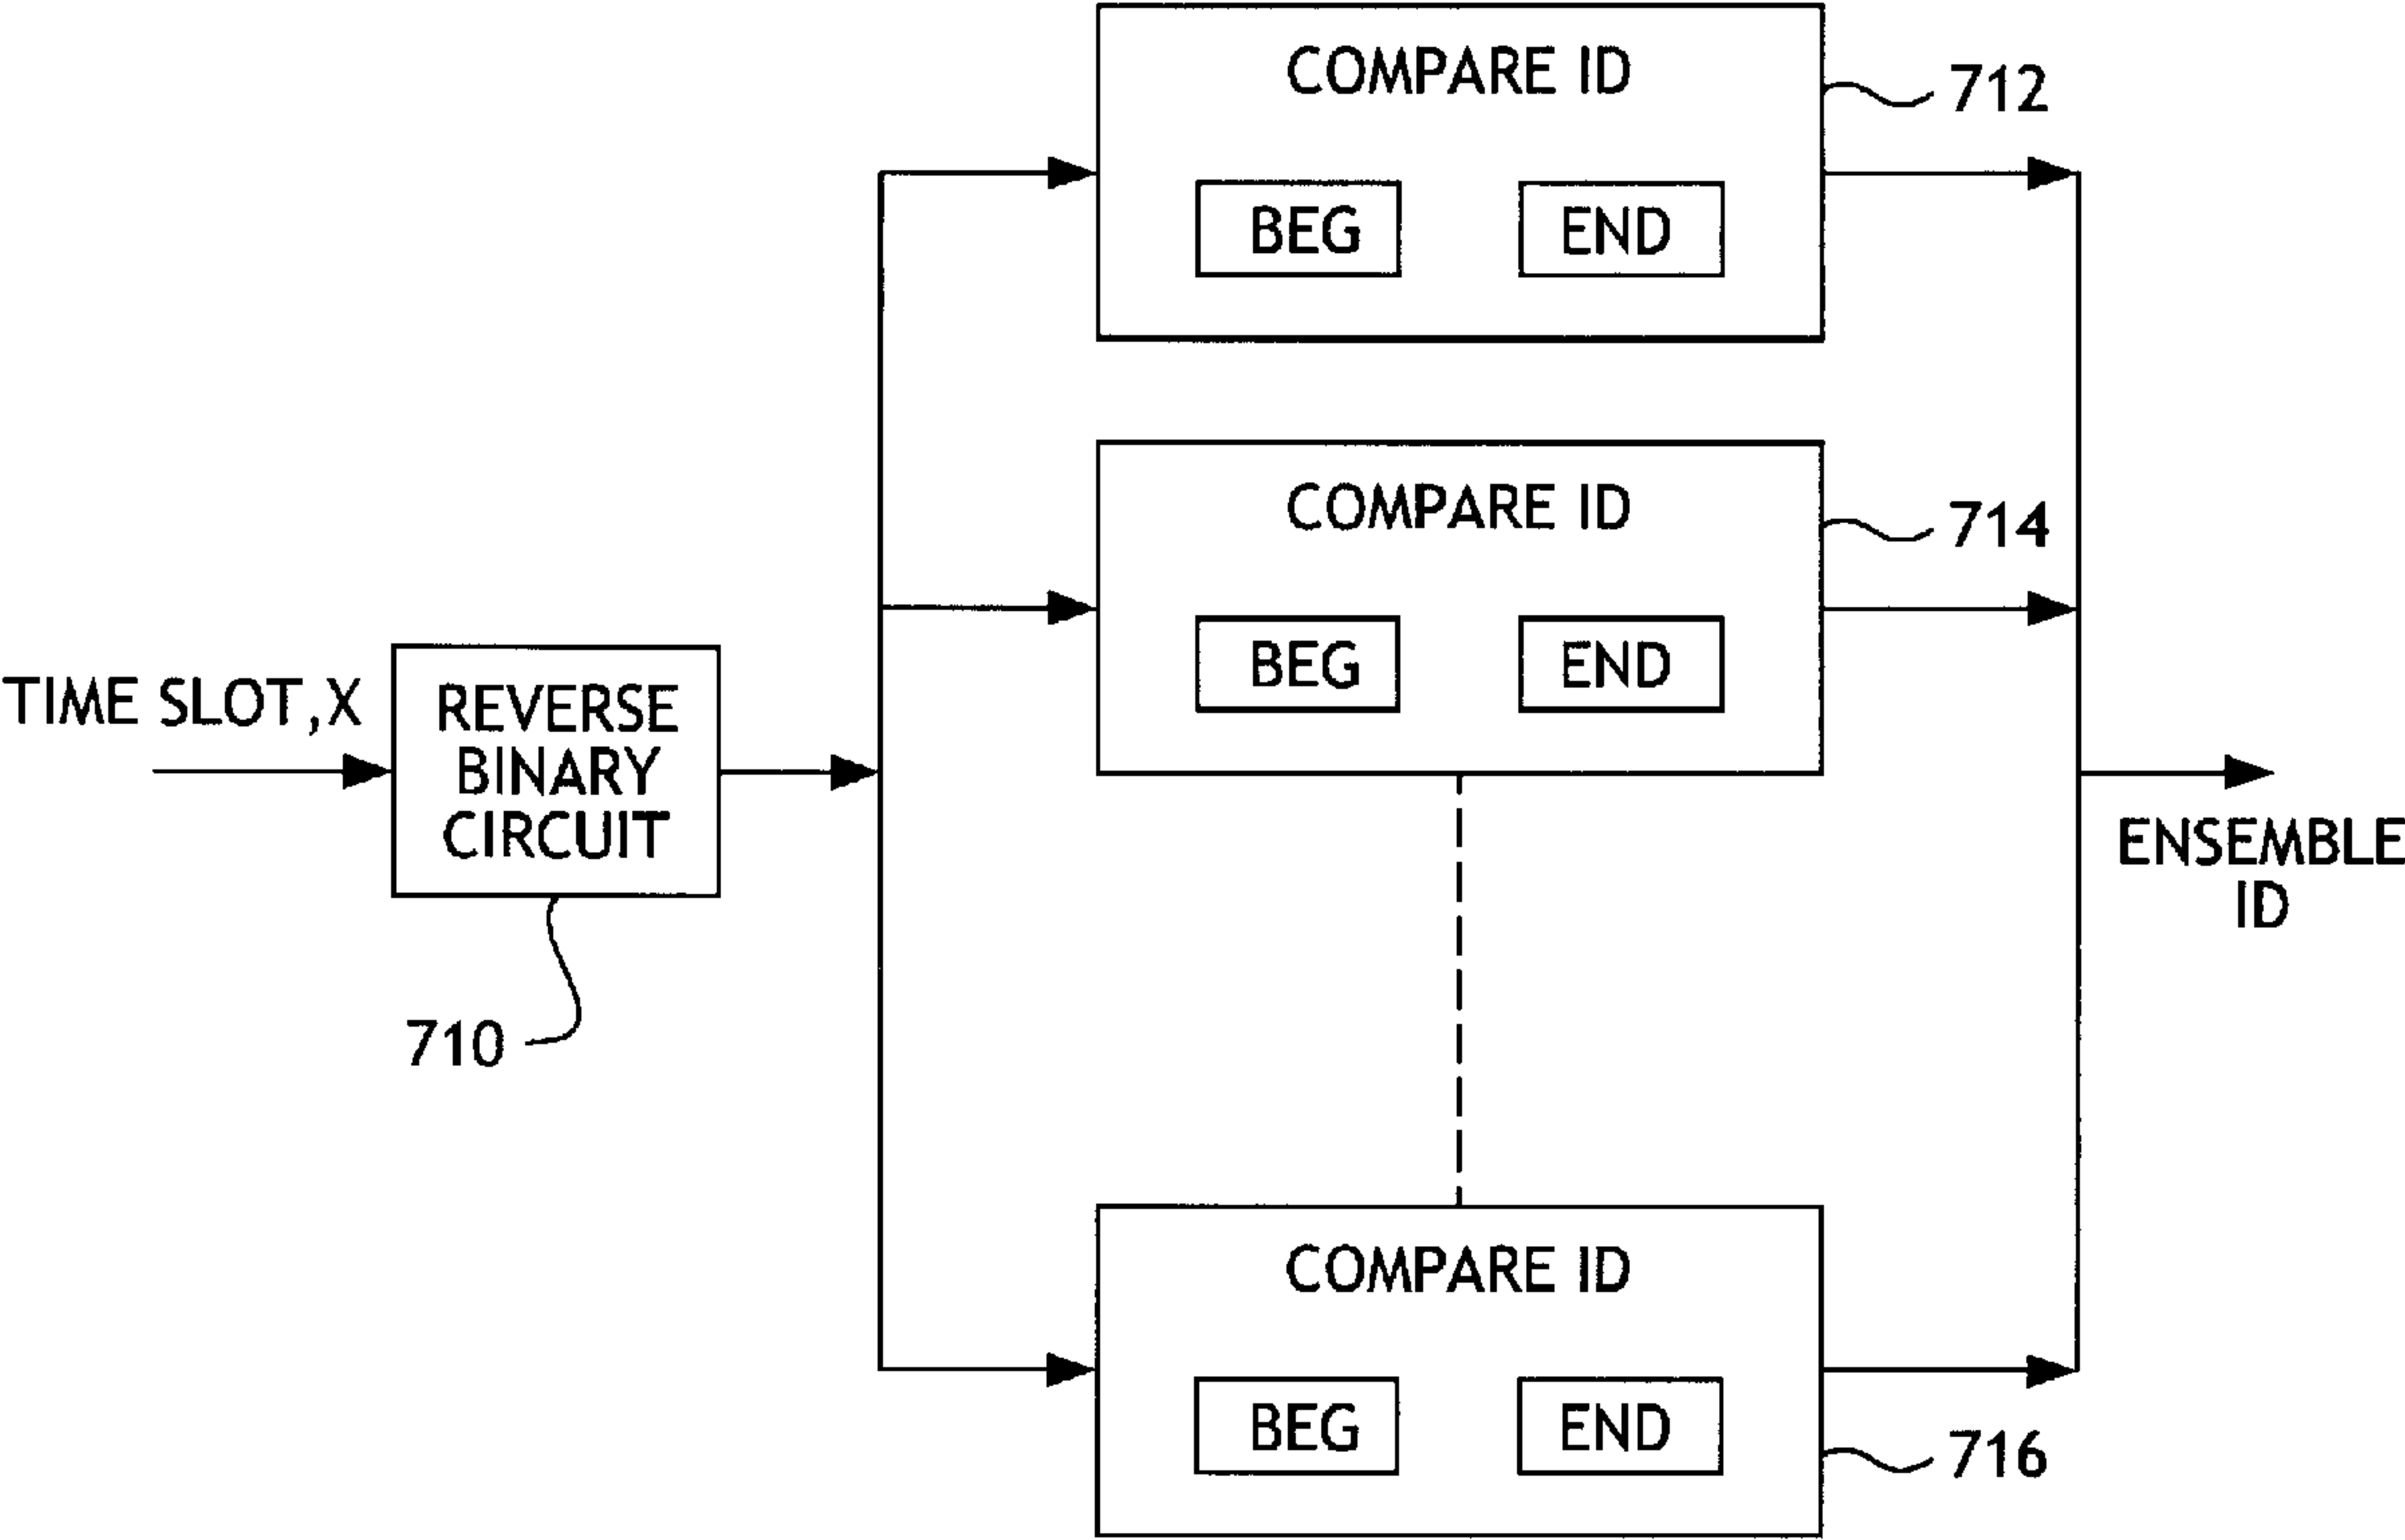 COMPARE ID
712
BEG
END
COMPARE ID
714
BEG
END
TIME SLOT,X
REVERSE
BINARY
CIRCUIT
710
ENSEMBLE
ID
COMPARE ID
BEG
END
716